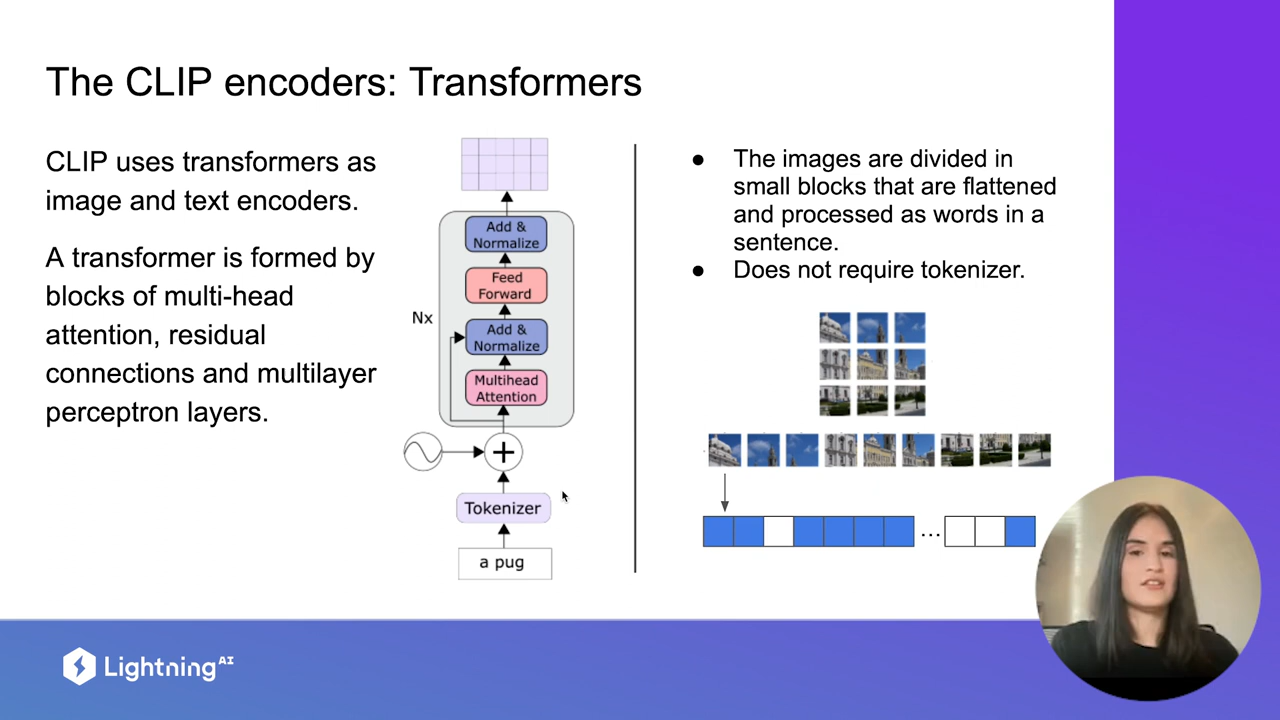 The CLIP encoders: Transformers
CLIP uses transformers as
image and text encoders.
A transformer is formed by
blocks of multi-head
attention, residual
connections and multilayer
perceptron layers.
Add &
Normalize
Feed
Forward
Nx
Add &
Normalize
Multihead
Attention
+
Tokenizer
a pug
● The images are divided in
small blocks that are flattened
and processed as words in a
sentence.
● Does not require tokenizer.
...
Lightning AI